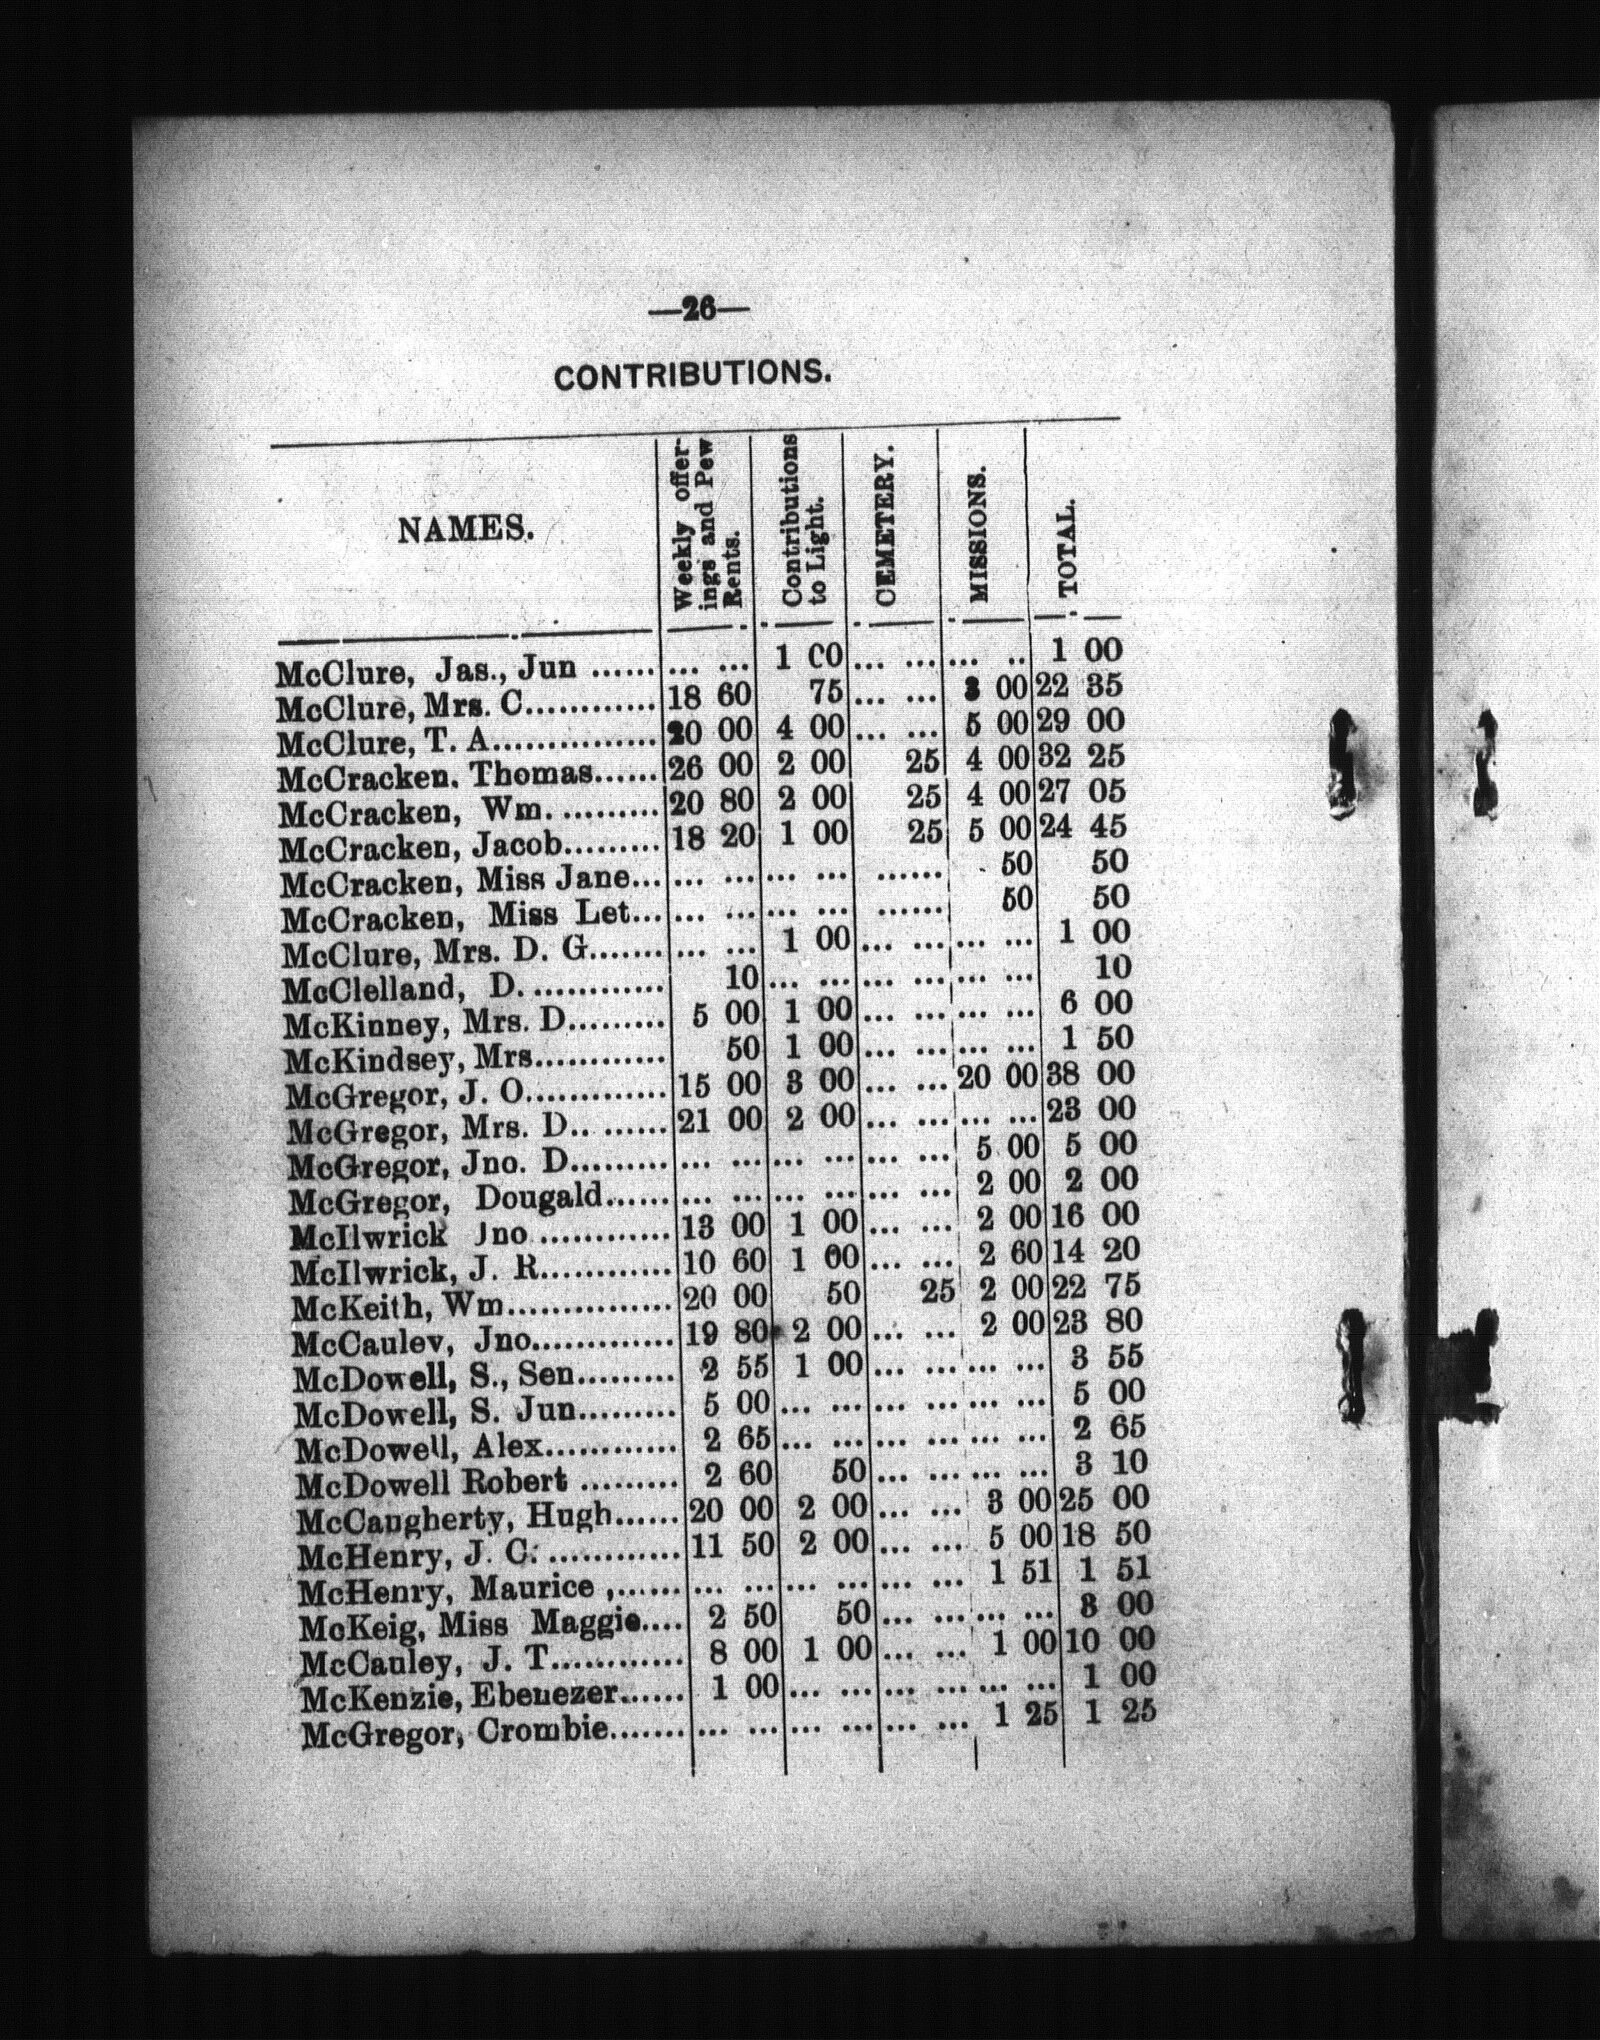 —26—
CONTRIBUTIONS.
NAMES. Weekly offerings and Pew Rents. Contributions to Light. CEMETERY. MISSIONS. TOTAL.
McClure, Jas., Jun ...... ... ... 1 00 ... ... ... .. 1 00
McClure, Mrs. C............ 18 60 75 ... ... 3 00 22 35
McClure, T. A............... 20 00 4 00 ... ... 5 00 29 00
McCracken. Thomas...... 26 00 2 00 25 4 00 32 25
McCracken, Wm. ......... 20 80 2 00 25 4 00 27 05
McCracken, Jacob......... 18 20 1 00 25 5 00 24 45
McCracken, Miss Jane... ... ... ... ... ...... 50 50
McCracken, Miss Let... ... ... ... ... ...... 50 50
McClure, Mrs. D. G....... ... ... 1 00 ... ... ... ... 1 00
McClelland, D. ............ 10 ... ... ... ... ... ... 10
McKinney, Mrs. D......... 5 00 1 00 ... ... ... ... 6 00
McKindsey, Mrs............ 50 1 00 ... ... ... ... 1 50
McGregor, J. O............. 15 00 3 00 ... ... 20 00 38 00
McGregor, Mrs. D.. ...... 21 00 2 00 ... ... ... ... 23 00
McGregor, Jno. D......... ... ... ... ... ... ... 5 00 5 00
McGregor, Dougald...... ... ... ... ... ... ... 2 00 2 00
McIlwrick Jno ............ 13 00 1 00 ... ... 2 00 16 00
McIlwrick, J. R............ 10 60 1 00 ... ... 2 60 14 20
McKeith, Wm............... 20 00 50 25 2 00 22 75
McCauley, Jno............. 19 80 2 00 ... ... 2 00 23 80
McDowell, S., Sen......... 2 55 1 00 ... ... ... ... 3 55
McDowell, S. Jun......... 5 00 ... ... ... ... ... ... 5 00
McDowell, Alex............ 2 65 ... ... ... ... ... ... 2 65
McDowell Robert ......... 2 60 50 ... ... ... ... 3 10
McCaugherty, Hugh...... 20 00 2 00 ... ... 3 00 25 00
McHenry, J. C. ............ 11 50 2 00 ... ... 5 00 18 50
McHenry, Maurice ,...... ... ... ... ... ... ... 1 51 1 51
McKeig, Miss Maggie.... 2 50 50 ... ... ... ... 3 00
McCauley, J. T............ 8 00 1 00 ... ... 1 00 10 00
McKenzie, Ebenezer...... 1 00 ... ... ... ... ... ... 1 00
McGregor, Crombie....... ... ... ... ... ... ... 1 25 1 25